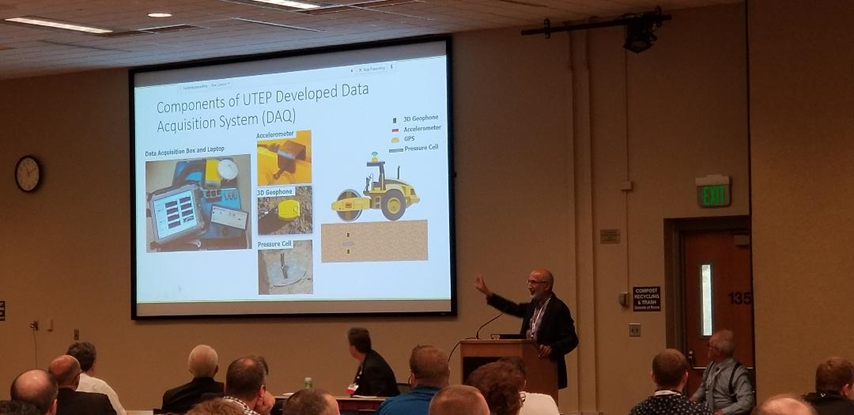 Components of UTEP Developed Data
Acquisition System (DAQ)
Data Acquisition Box and Laptop
Accelerometer
3D Geophone
Pressure Cell
3D Geophone
Accelerometer
GPS
Pressure Cell
EXIT
COMPOST
RECYCLING
& TRASH
135